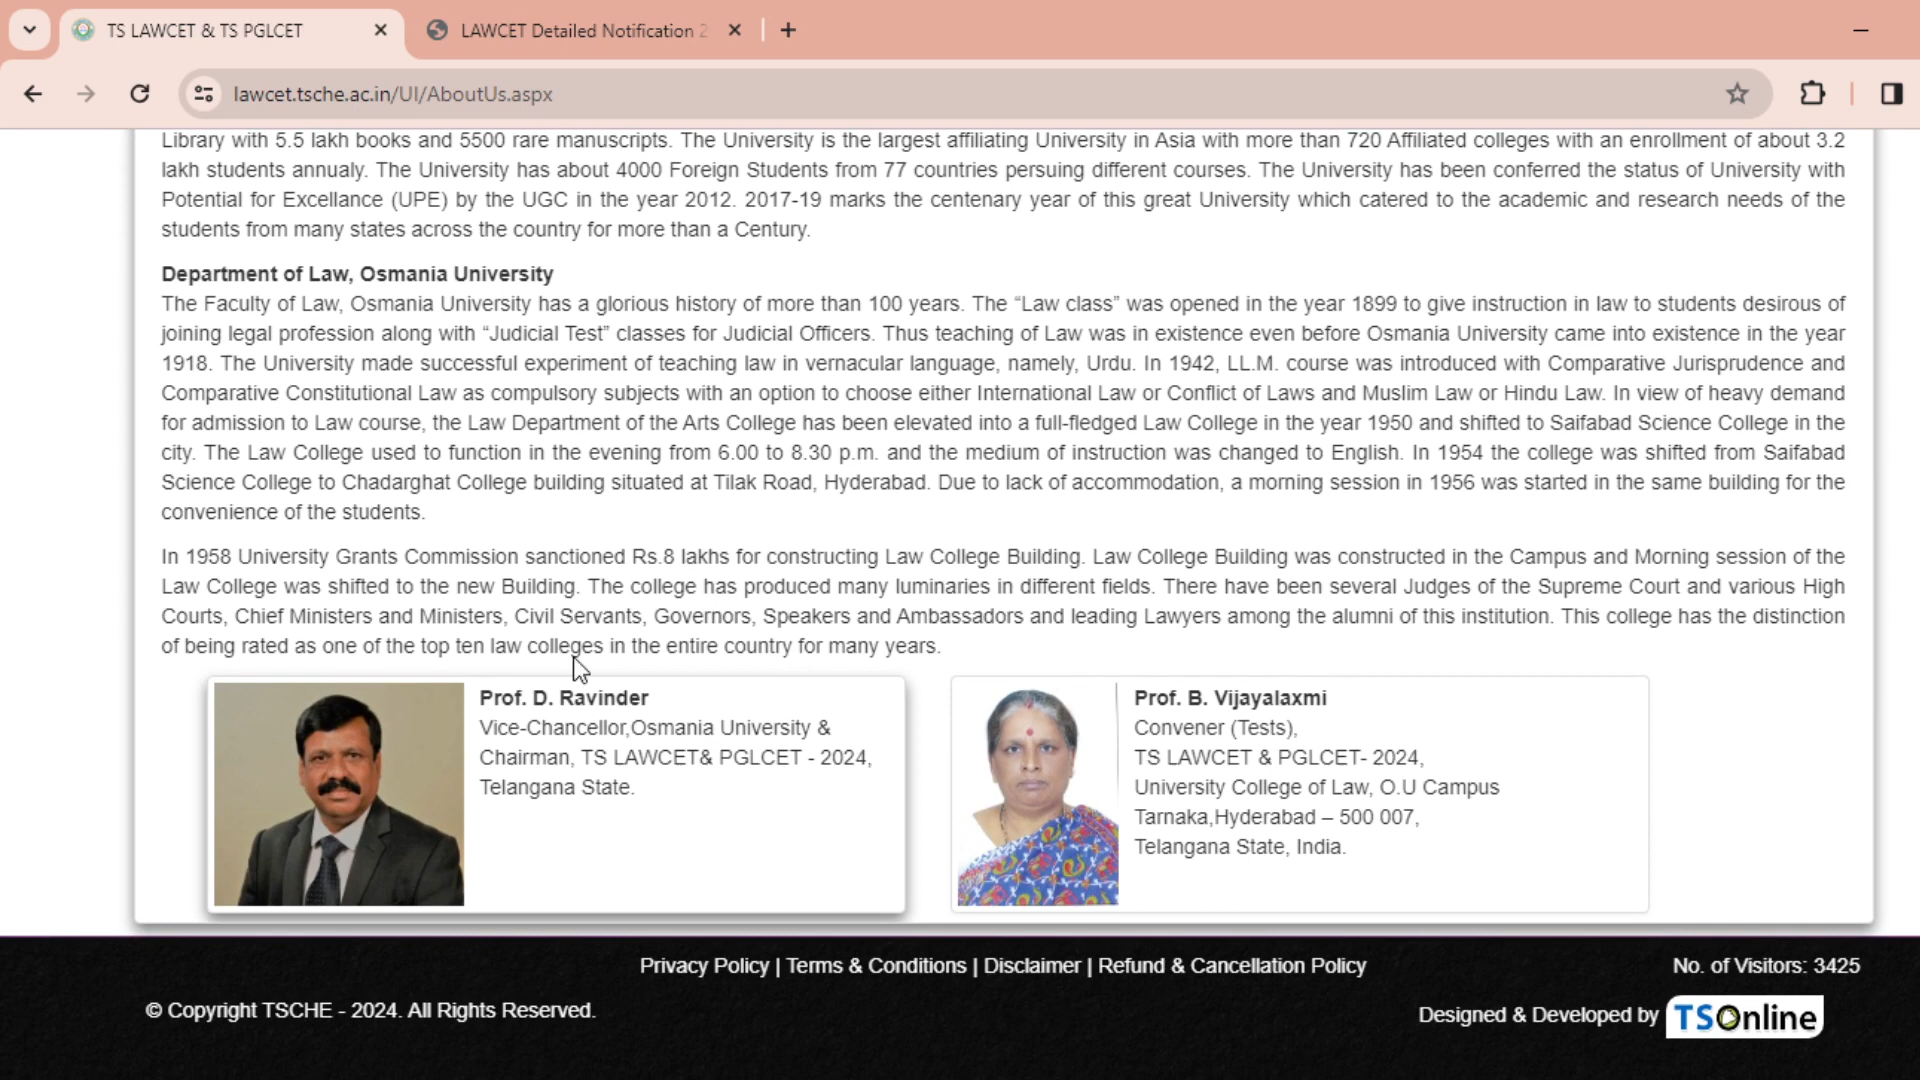 TS LAWCET & TS PGLCET
LAWCET Detailed Notification 2
lawcet.tsche.ac.in/UI/AboutUs.aspx
Library with 5.5 lakh books and 5500 rare manuscripts. The University is the largest affiliating University in Asia with more than 720 Affiliated colleges with an enrollment of about 3.2
lakh students annualy. The University has about 4000 Foreign Students from 77 countries persuing different courses. The University has been conferred the status of University with
Potential for Excellence (UPE) by the UGC in the year 2012. 2017-19 marks the centenary year of this great University which catered to the academic and research needs of the
students from many states across the country for more than a Century.
Department of Law, Osmania University
The Faculty of Law, Osmania University has a glorious history of more than 100 years. The “Law class” was opened in the year 1899 to give instruction in law to students desirous of
joining legal profession along with “Judicial Test” classes for Judicial Officers. Thus teaching of Law was in existence even before Osmania University came into existence in the year
1918. The University made successful experiment of teaching law in vernacular language, namely, Urdu. In 1942, LL.M. course was introduced with Comparative Jurisprudence and
Comparative Constitutional Law as compulsory subjects with an option to choose either International Law or Conflict of Laws and Muslim Law or Hindu Law. In view of heavy demand
for admission to Law course, the Law Department of the Arts College has been elevated into a full-fledged Law College in the year 1950 and shifted to Saifabad Science College in the
city. The Law College used to function in the evening from 6.00 to 8.30 p.m. and the medium of instruction was changed to English. In 1954 the college was shifted from Saifabad
Science College to Chadarghat College building situated at Tilak Road, Hyderabad. Due to lack of accommodation, a morning session in 1956 was started in the same building for the
convenience of the students.
In 1958 University Grants Commission sanctioned Rs.8 lakhs for constructing Law College Building. Law College Building was constructed in the Campus and Morning session of the
Law College was shifted to the new Building. The college has produced many luminaries in different fields. There have been several Judges of the Supreme Court and various High
Courts, Chief Ministers and Ministers, Civil Servants, Governors, Speakers and Ambassadors and leading Lawyers among the alumni of this institution. This college has the distinction
of being rated as one of the top ten law colleges in the entire country for many years.
Prof. D. Ravinder
Vice-Chancellor,Osmania University &
Chairman, TS LAWCET& PGLCET - 2024,
Telangana State.
Prof. B. Vijayalaxmi
Convener (Tests),
TS LAWCET & PGLCET- 2024,
University College of Law, O.U Campus
Tarnaka,Hyderabad – 500 007,
Telangana State, India.
Privacy Policy | Terms & Conditions | Disclaimer | Refund & Cancellation Policy
No. of Visitors: 3425
© Copyright TSCHE - 2024. All Rights Reserved.
Designed & Developed by TSOnline